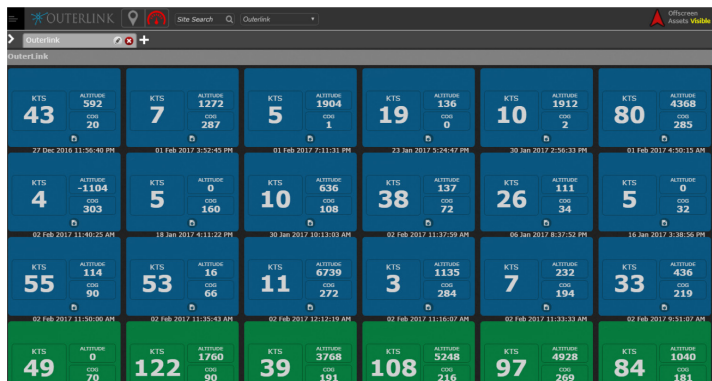 OUTERLINK Site Search Outerlink Offscreen
Assets Visible
Outerlink
OuterLink
KTS ALTITUDE KTS ALTITUDE KTS ALTITUDE KTS ALTITUDE KTS ALTITUDE KTS ALTITUDE
43 592 7 1272 5 1904 19 136 10 1912 80 4368
COG COG COG COG COG COG
20 287 1 0 2 285
27 Dec 2016 11:56:40 PM 01 Feb 2017 3:52:45 PM 01 Feb 2017 7:11:31 PM 23 Jan 2017 5:24:47 PM 30 Jan 2017 2:56:33 PM 01 Feb 2017 4:50:15 AM
KTS ALTITUDE KTS ALTITUDE KTS ALTITUDE KTS ALTITUDE KTS ALTITUDE KTS ALTITUDE
4 -1104 5 0 10 636 38 137 26 111 5 0
COG COG COG COG COG COG
303 160 108 72 34 32
02 Feb 2017 11:40:25 AM 18 Jan 2017 4:11:22 PM 30 Jan 2017 10:13:03 AM 02 Feb 2017 11:37:59 AM 06 Jan 2017 8:37:52 PM 16 Jan 2017 3:38:56 PM
KTS ALTITUDE KTS ALTITUDE KTS ALTITUDE KTS ALTITUDE KTS ALTITUDE KTS ALTITUDE
55 114 53 16 11 6739 3 1135 7 232 33 436
COG COG COG COG COG COG
90 66 272 284 194 219
02 Feb 2017 11:50:00 AM 02 Feb 2017 11:35:43 AM 02 Feb 2017 12:12:19 AM 02 Feb 2017 11:16:07 AM 02 Feb 2017 11:33:33 AM 02 Feb 2017 9:51:07 AM
KTS ALTITUDE KTS ALTITUDE KTS ALTITUDE KTS ALTITUDE KTS ALTITUDE KTS ALTITUDE
49 0 122 1760 39 3768 108 5248 97 4928 84 1040
COG COG COG COG COG COG
70 90 191 216 269 181